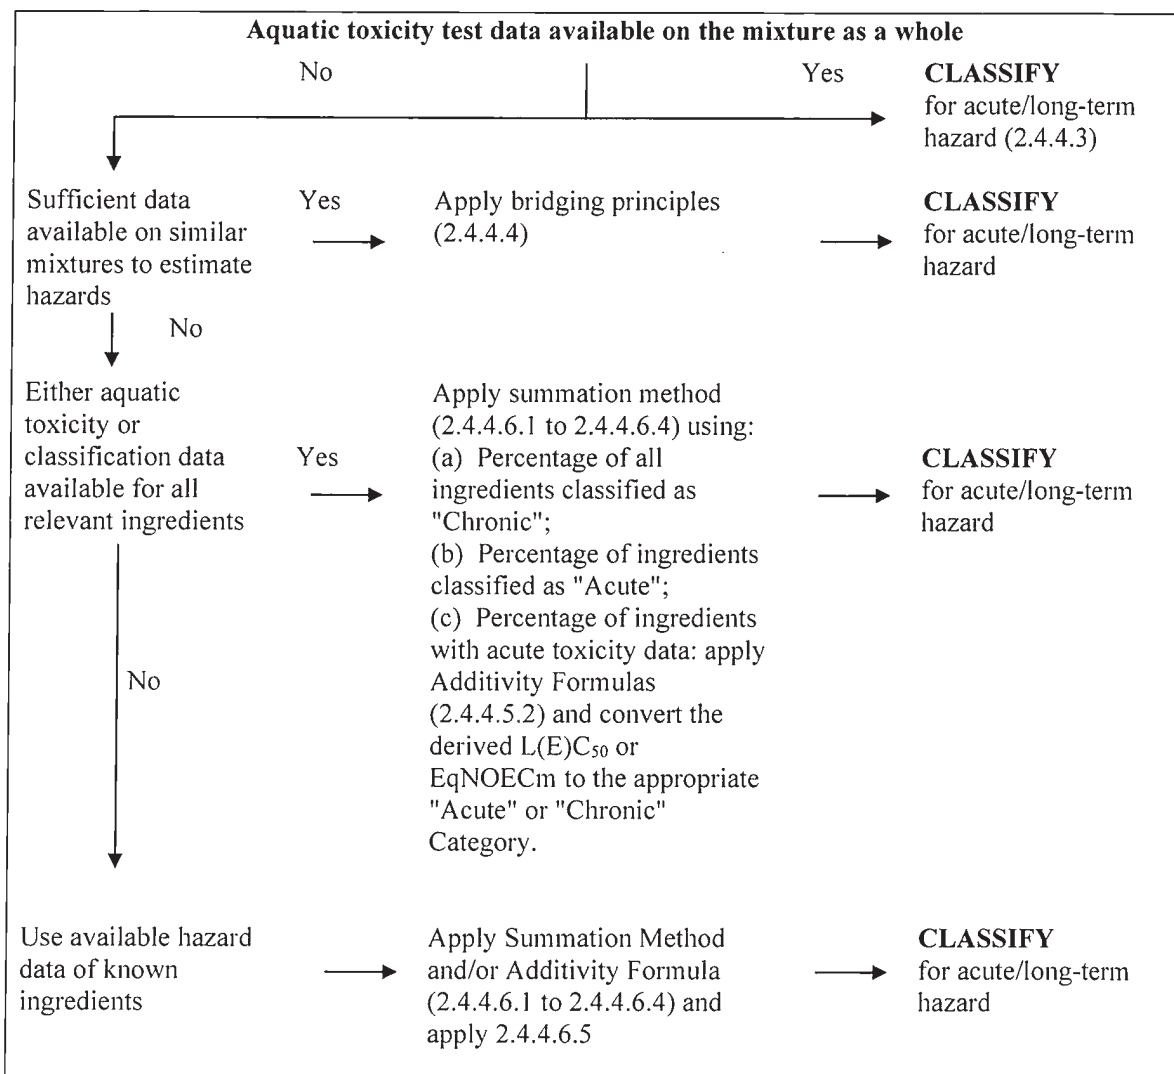 Aquatic toxicity test data available on the mixture as a whole
No
Yes
CLASSIFY
for acute/long-term
hazard (2.4.4.3)
Sufficient data
available on similar
mixtures to estimate
hazards
Yes
Apply bridging principles
(2.4.4.4)
CLASSIFY
for acute/long-term
hazard
No
Either aquatic
toxicity or
classification data
available for all
relevant ingredients
Yes
Apply summation method
(2.4.4.6.1 to 2.4.4.6.4) using:
(a) Percentage of all
ingredients classified as
"Chronic";
(b) Percentage of ingredients
classified as "Acute";
(c) Percentage of ingredients
with acute toxicity data: apply
Additivity Formulas
(2.4.4.5.2) and convert the
derived L(E)C₅₀ or
EqNOECm to the appropriate
"Acute" or "Chronic"
Category.
CLASSIFY
for acute/long-term
hazard
No
Use available hazard
data of known
ingredients
Apply Summation Method
and/or Additivity Formula
(2.4.4.6.1 to 2.4.4.6.4) and
apply 2.4.4.6.5
CLASSIFY
for acute/long-term
hazard